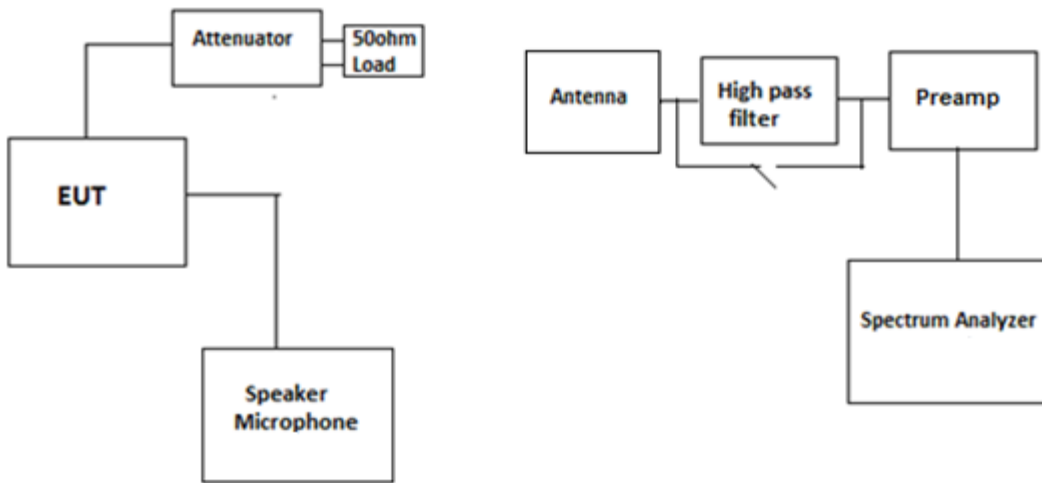 Attenuator
50ohm
Load
EUT
Speaker
Microphone
Antenna
High pass
filter
Preamp
Spectrum Analyzer